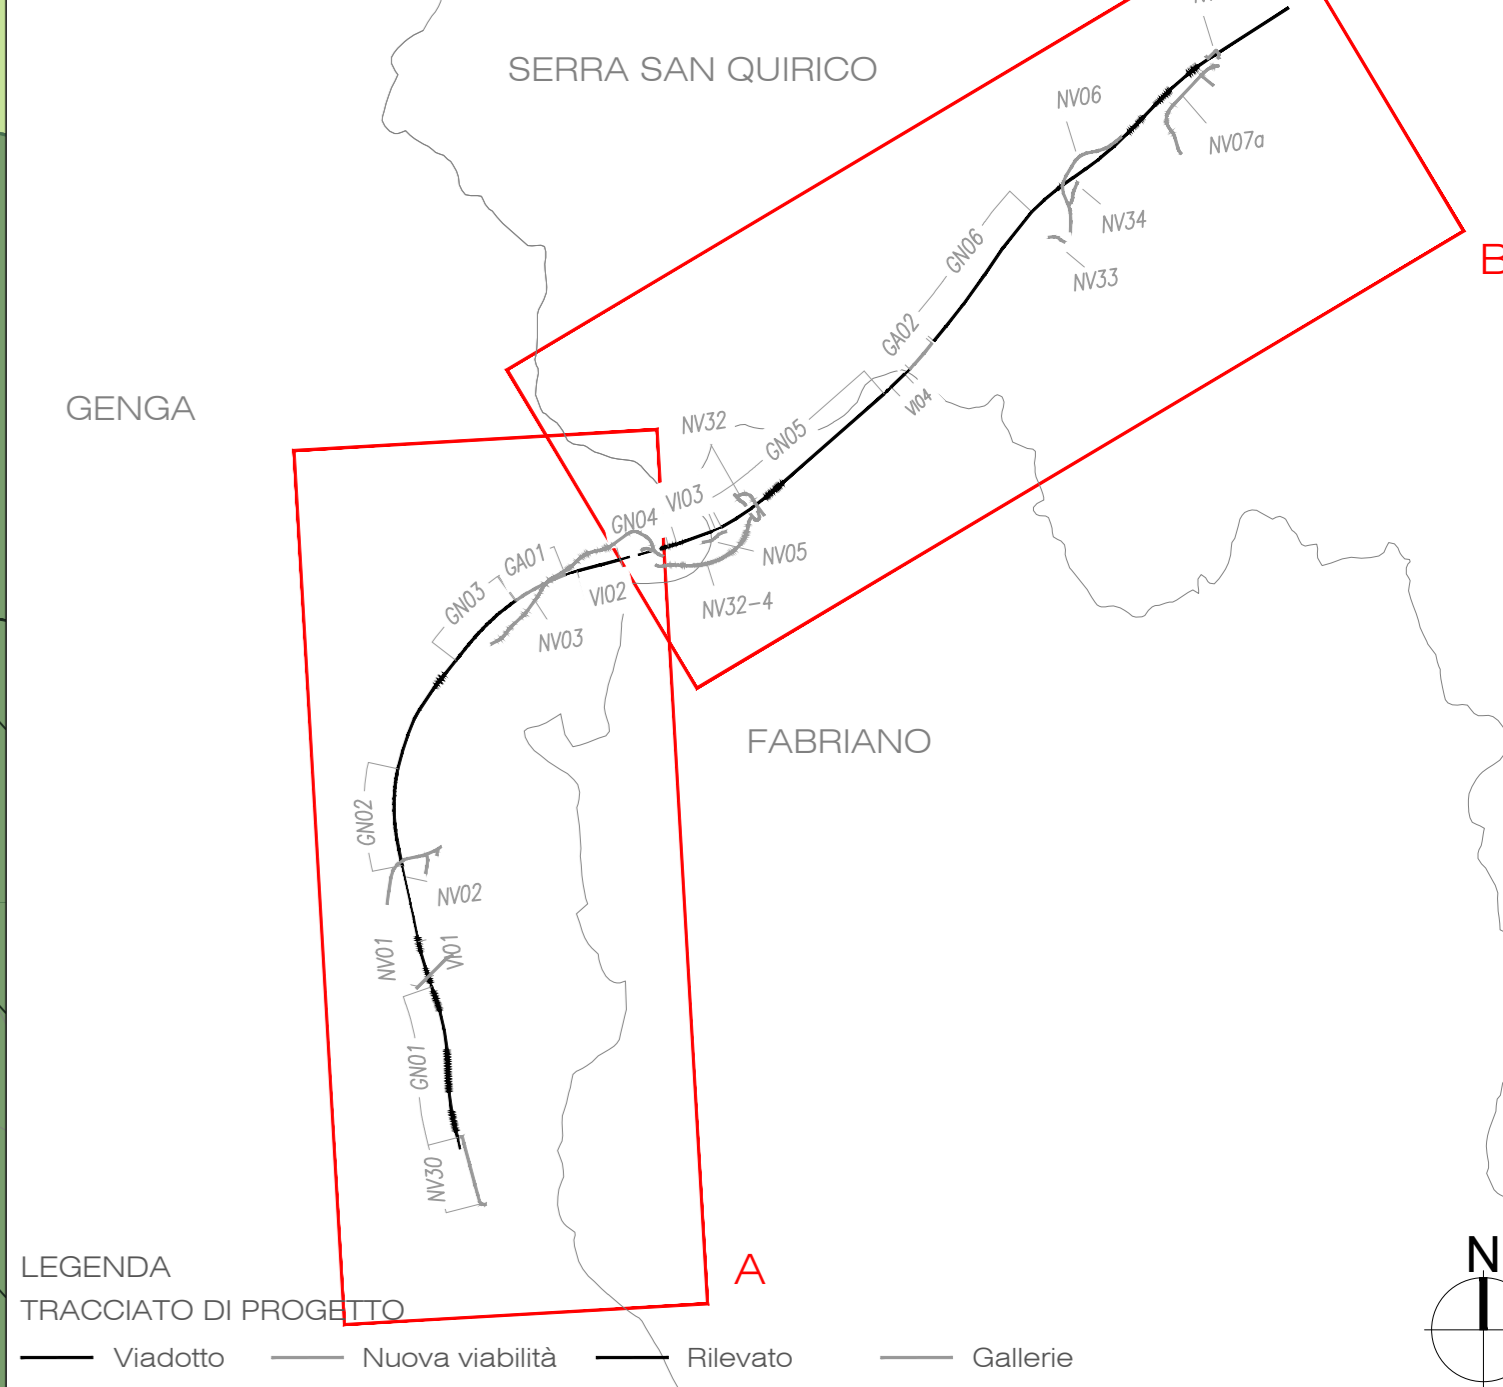 SERRA SAN QUIRICO
NV06
NV07a
NV34
NV33
GN06
B
GA02
VI04
GENGA
NV32
GN05
VI03
GN04
NV05
GA01
VI02
NV32-4
GN03
NV03
FABRIANO
GN02
NV02
NV01
VI01
GN01
NV30
N
A
LEGENDA
TRACCIATO DI PROGETTO
Viadotto Nuova viabilità Rilevato Gallerie